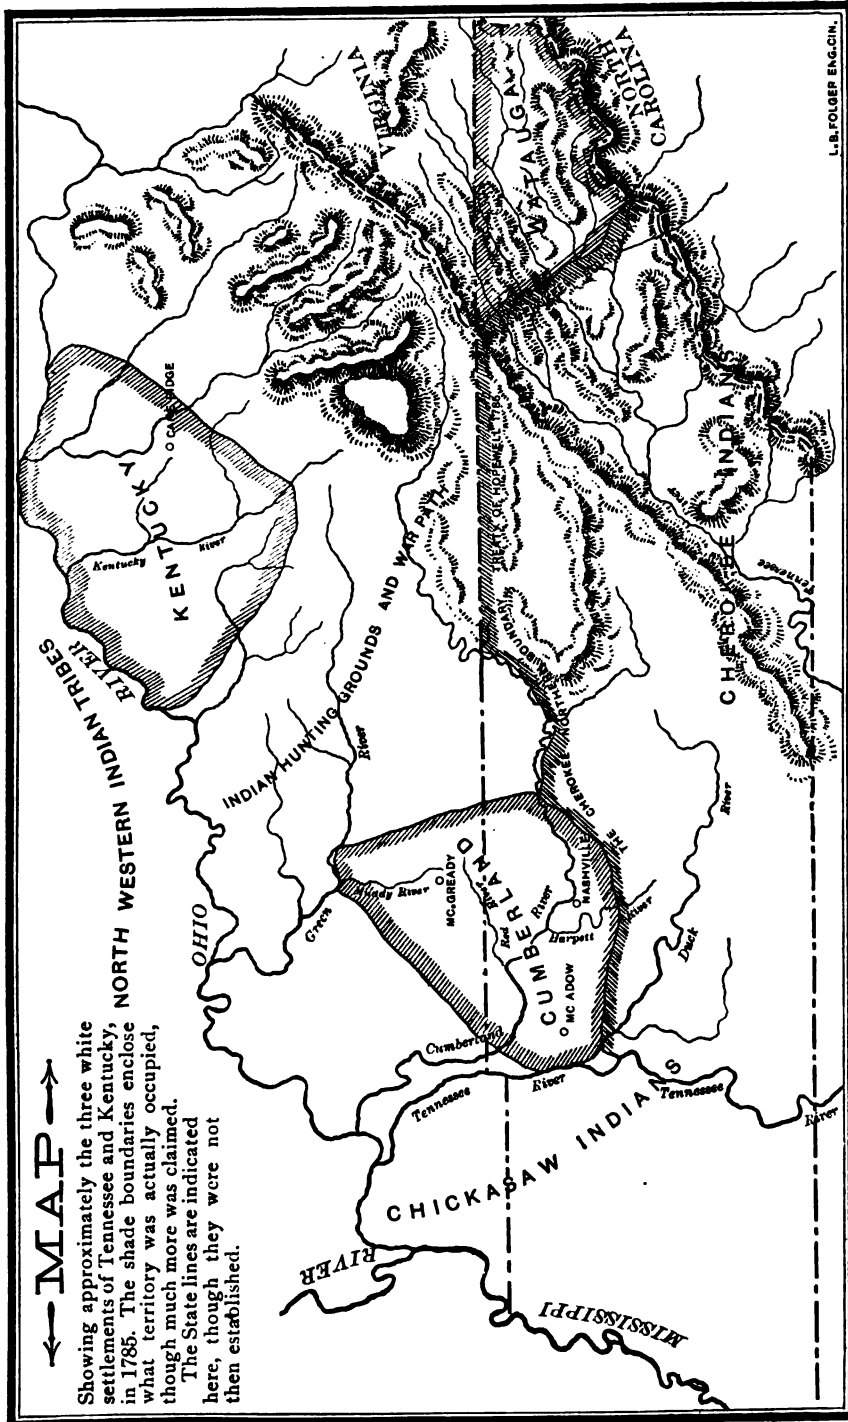 MAP
Showing approximately the three white
settlements of Tennessee and Kentucky,
in 1785. The shade boundaries enclose
what territory was actually occupied,
though much more was claimed.
The State lines are indicated
here, though they were not
then established.
NORTH WESTERN INDIAN TRIBES
OHIO
RIVER
KENTUCKY
Kentucky
River
CANE RIDGE
INDIAN HUNTING GROUNDS AND WAR PATH
Green
River
Muddy River
MC.GREADY
CUMBERLAND
Red
River
River
NASHVILLE
Harpeth
River
MC ADOW
Cumberland
Tennessee
River
Tennessee
River
Duck
River
CHICKASAW INDIANS
RIVER
MISSISSIPPI
THE CHEROKEE NORTHERN BOUNDARY
TREATY OF HOPEWELL 1785
CHEROKEE INDIANS
Tennessee
WATAUGA
VIRGINIA
NORTH
CAROLINA
L.B.FOLGER ENG.CIN.